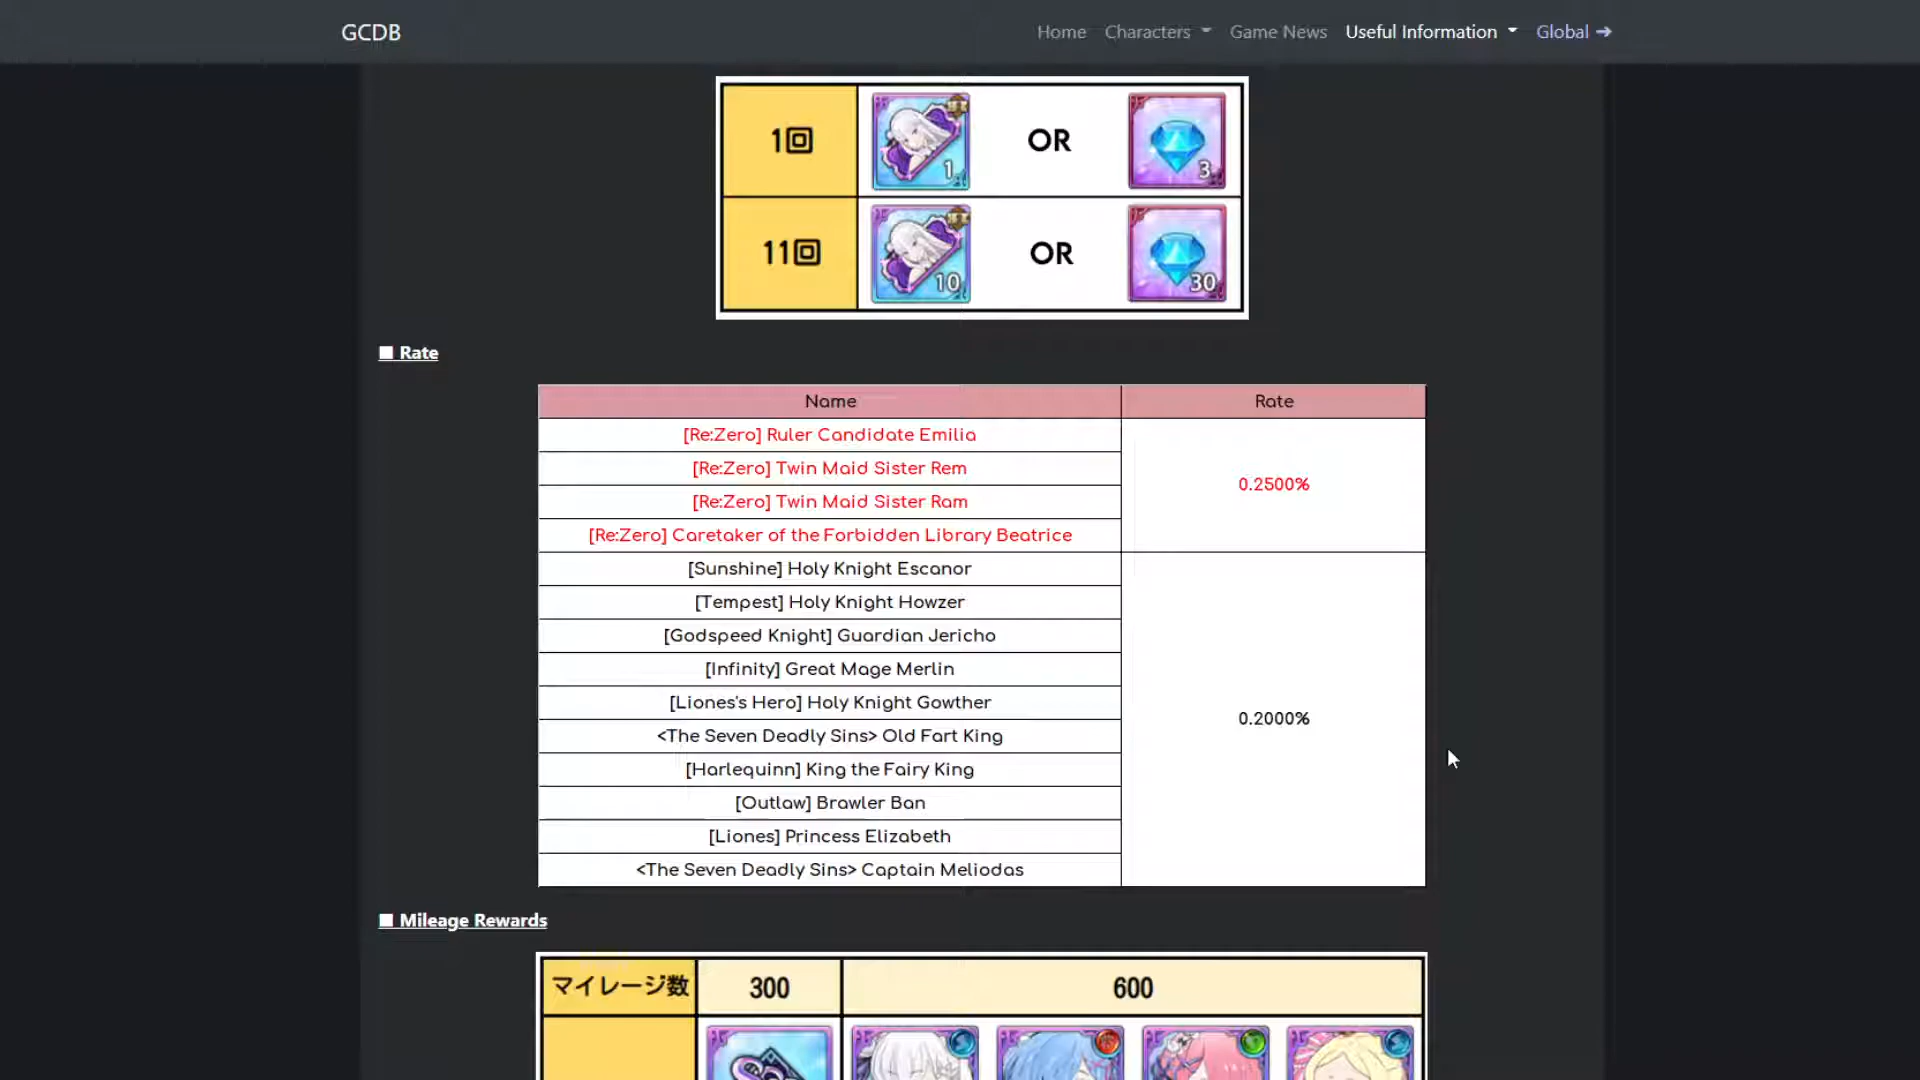 GCDB
Home Characters Game News Useful Information Global
1回 1 OR 3
11回 10 OR 30
■ Rate
Name Rate
[Re:Zero] Ruler Candidate Emilia
[Re:Zero] Twin Maid Sister Rem
0.2500%
[Re:Zero] Twin Maid Sister Ram
[Re:Zero] Caretaker of the Forbidden Library Beatrice
[Sunshine] Holy Knight Escanor
[Tempest] Holy Knight Howzer
[Godspeed Knight] Guardian Jericho
[Infinity] Great Mage Merlin
[Liones's Hero] Holy Knight Gowther
0.2000%
<The Seven Deadly Sins> Old Fart King
[Harlequinn] King the Fairy King
[Outlaw] Brawler Ban
[Liones] Princess Elizabeth
<The Seven Deadly Sins> Captain Meliodas
■ Mileage Rewards
マイレージ数 300 600